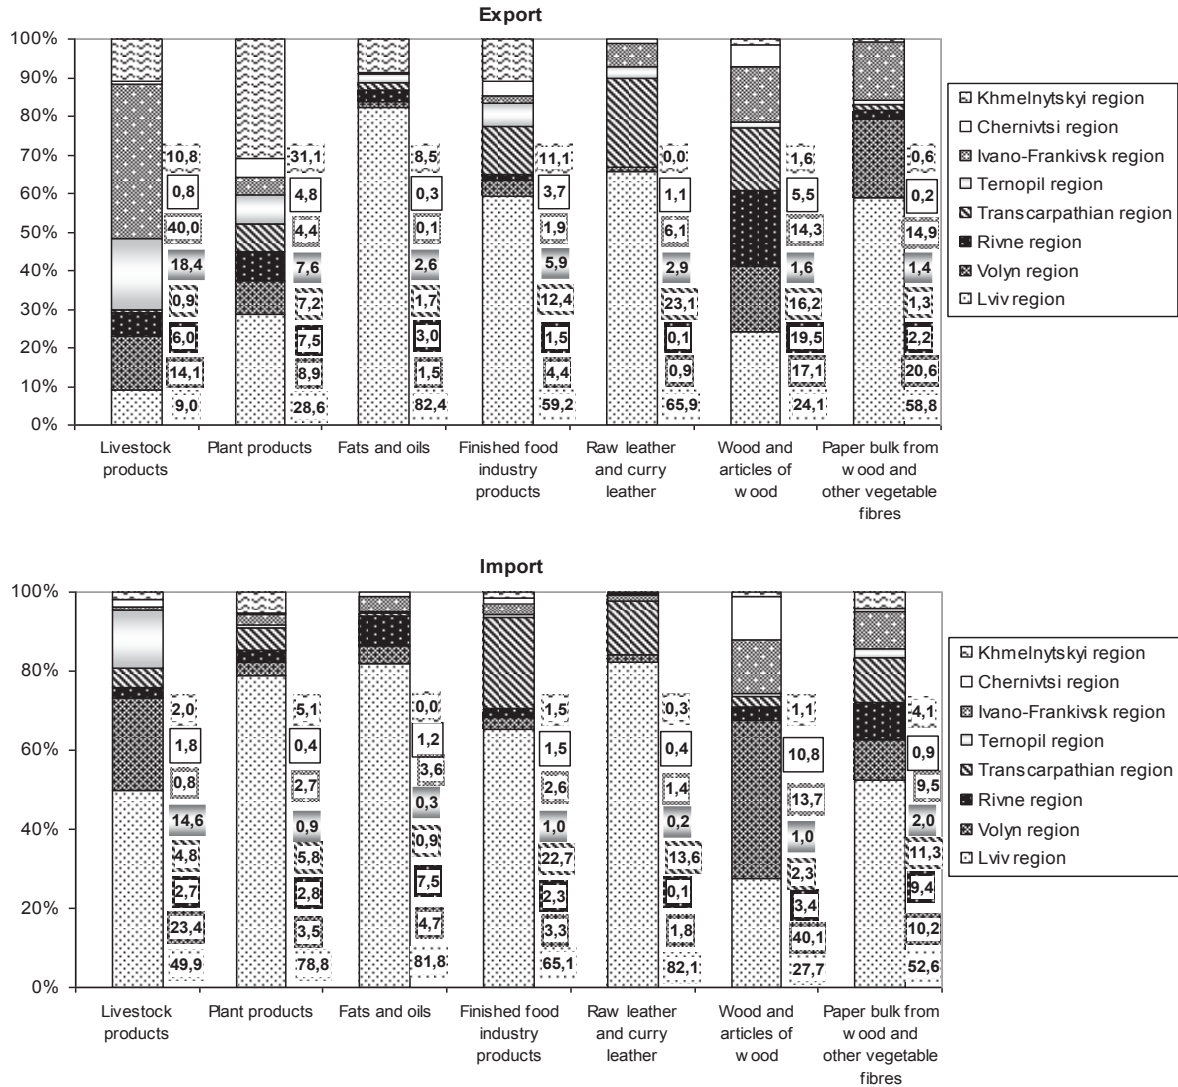 Export
100%
90%
80%
70%
60%
50%
40%
30%
20%
10%
0%
10,8 31,1 8,5 11,1 0,0 1,6 0,6
0,8 4,8 0,3 3,7 1,1 5,5 0,2
40,0 4,4 0,1 1,9 6,1 14,3 14,9
18,4 7,6 2,6 5,9 2,9 1,6 1,4
0,9 7,2 1,7 12,4 23,1 16,2 1,3
6,0 7,5 3,0 1,5 0,1 19,5 2,2
14,1 8,9 1,5 4,4 0,9 17,1 20,6
9,0 28,6 82,4 59,2 65,9 24,1 58,8
Livestock
products
Plant products
Fats and oils
Finished food
industry
products
Raw leather
and curry
leather
Wood and
articles of
wood
Paper bulk from
wood and
other vegetable
fibres
Khmelnytskyi region
Chernivtsi region
Ivano-Frankivsk region
Ternopil region
Transcarpathian region
Rivne region
Volyn region
Lviv region
Import
100%
80%
60%
40%
20%
0%
2,0 5,1 0,0 1,5 0,3 1,1 4,1
1,8 0,4 1,2 1,5 0,4 10,8 0,9
0,8 2,7 3,6 2,6 1,4 13,7 9,5
14,6 0,9 0,3 1,0 0,2 1,0 2,0
4,8 5,8 0,9 22,7 13,6 2,3 11,3
2,7 2,8 7,5 2,3 0,1 3,4 9,4
23,4 3,5 4,7 3,3 1,8 40,1 10,2
49,9 78,8 81,8 65,1 82,1 27,7 52,6
Livestock
products
Plant products
Fats and oils
Finished food
industry
products
Raw leather
and curry
leather
Wood and
articles of
wood
Paper bulk from
wood and
other vegetable
fibres
Khmelnytskyi region
Chernivtsi region
Ivano-Frankivsk region
Ternopil region
Transcarpathian region
Rivne region
Volyn region
Lviv region